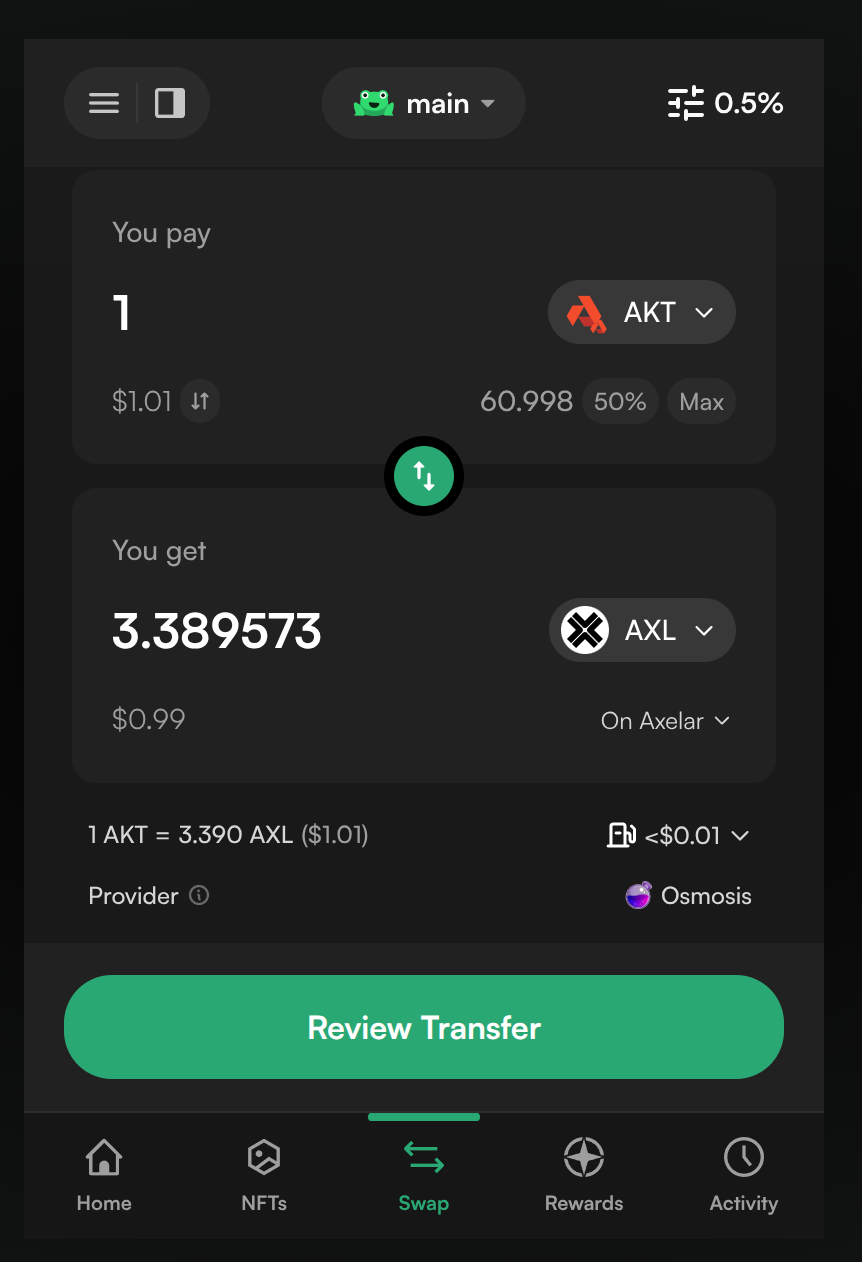 main 0.5%
You pay
1 AKT
$1.01 60.998 50% Max
You get
3.389573 AXL
$0.99 On Axelar
1 AKT = 3.390 AXL ($1.01) <$0.01
Provider Osmosis
Review Transfer
Home NFTs Swap Rewards Activity